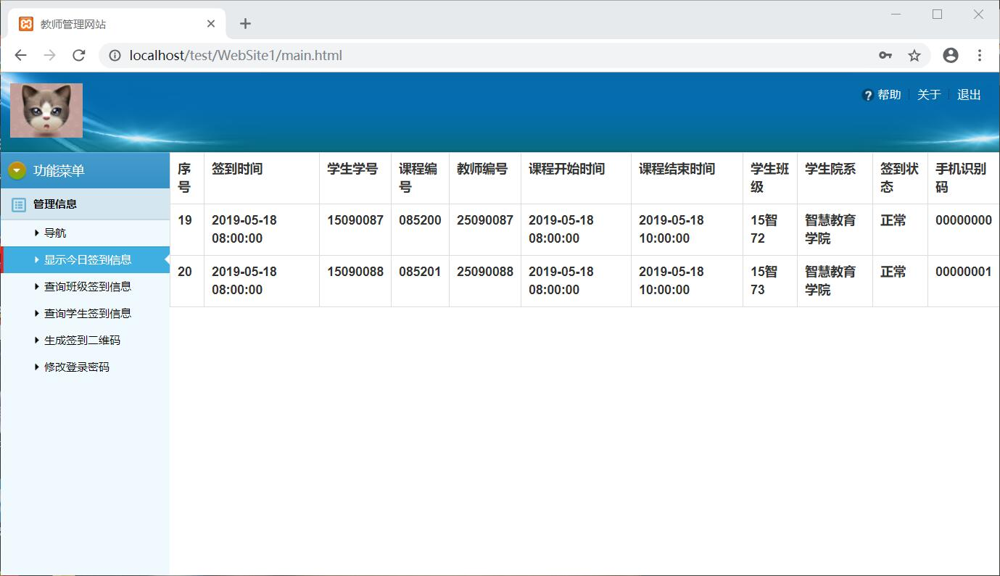 教师管理网站
localhost/test/WebSite1/main.html
帮助 关于 退出
功能菜单
管理信息
导航
显示今日签到信息
查询班级签到信息
查询学生签到信息
生成签到二维码
修改登录密码
序号 签到时间 学生学号 课程编号 教师编号 课程开始时间 课程结束时间 学生班级 学生院系 签到状态 手机识别码
19 2019-05-18 08:00:00 15090087 085200 25090087 2019-05-18 08:00:00 2019-05-18 10:00:00 15智72 智慧教育学院 正常 00000000
20 2019-05-18 08:00:00 15090088 085201 25090088 2019-05-18 08:00:00 2019-05-18 10:00:00 15智73 智慧教育学院 正常 00000001